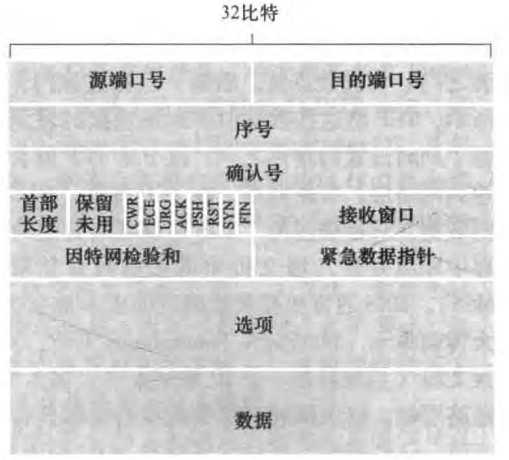 32比特
源端口号 目的端口号
序号
确认号
首部长度 保留未用 CWR ECE URG ACK PSH RST SYN FIN 接收窗口
因特网检验和 紧急数据指针
选项
数据